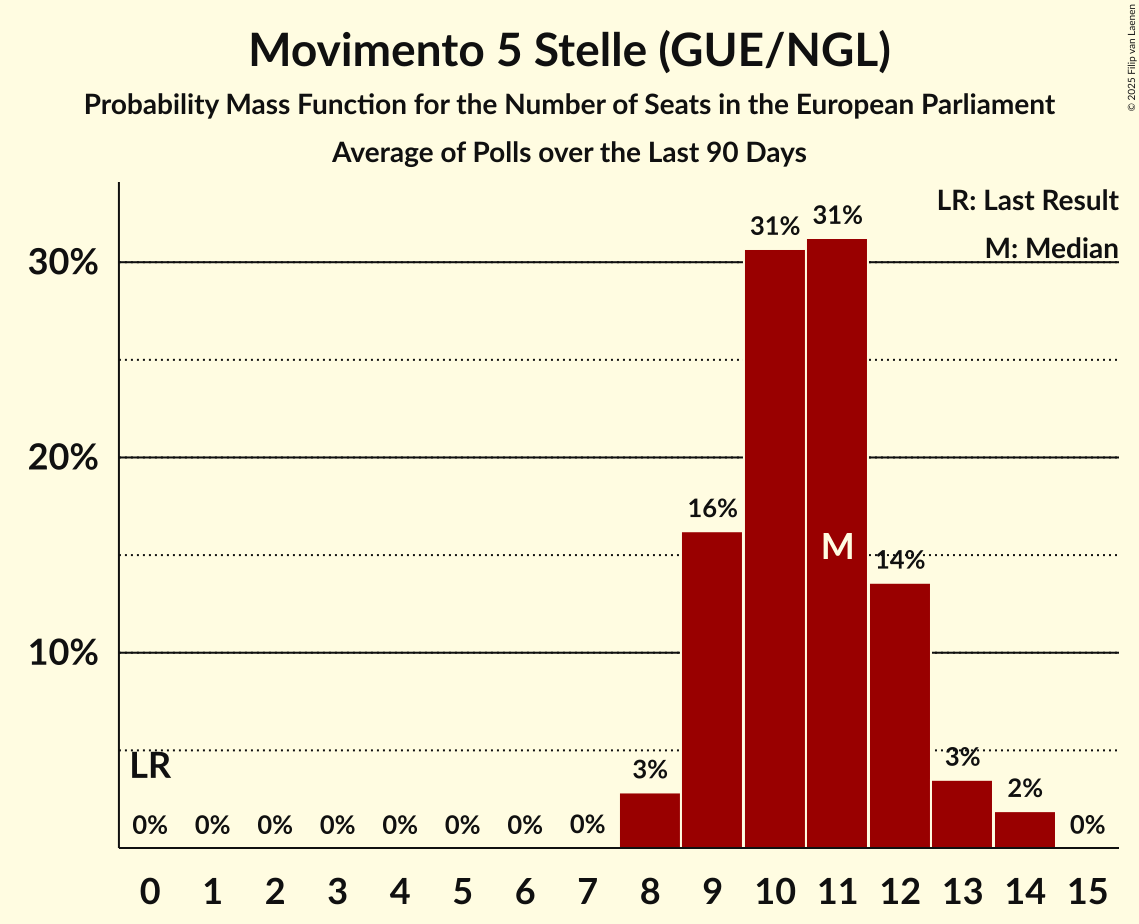 Movimento 5 Stelle (GUE/NGL)
Probability Mass Function for the Number of Seats in the European Parliament
Average of Polls over the Last 90 Days
© 2025 Filip van Laenen
LR: Last Result
M: Median
30%
20%
10%
LR
0% 0% 0% 0% 0% 0% 0% 0% 3% 16% 31% 31% 14% 3% 2% 0%
M
0 1 2 3 4 5 6 7 8 9 10 11 12 13 14 15